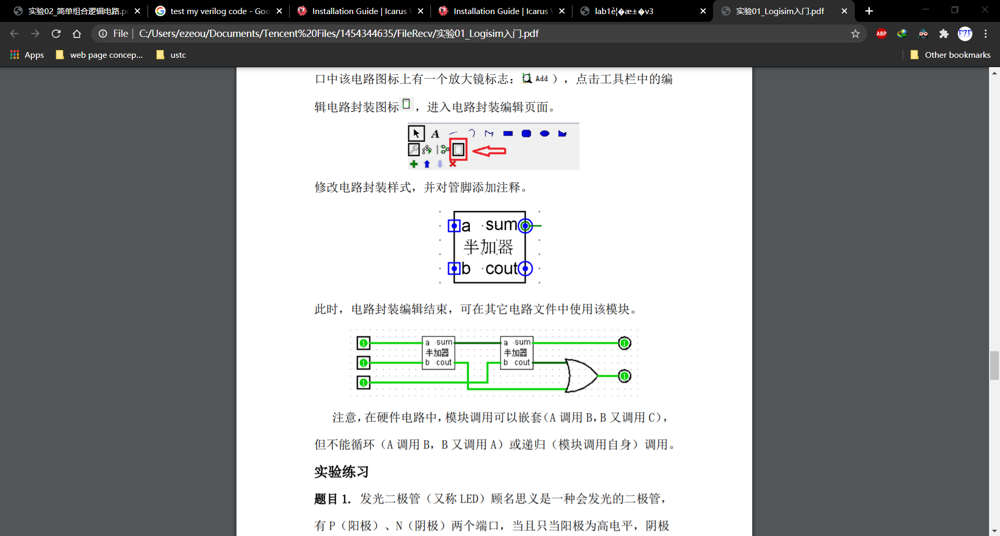 实验02_简单组合逻辑电路.p
test my verilog code - Goo
Installation Guide | Icarus
Installation Guide | Icarus
lab1è¦�æ±�v3
实验01_Logisim入门.pdf
File | C:/Users/ezeou/Documents/Tencent%20Files/1454344635/FileRecv/实验01_Logisim入门.pdf
ABP
EZE
Apps
web page concep...
ustc
Other bookmarks
口中该电路图标上有一个放大镜标志： Add ），点击工具栏中的编
辑电路封装图标 ，进入电路封装编辑页面。
A
修改电路封装样式，并对管脚添加注释。
a sum
半加器
b cout
此时，电路封装编辑结束，可在其它电路文件中使用该模块。
1 a sum a sum 1
半加器 半加器
1 b cout b cout
1 1
注意，在硬件电路中，模块调用可以嵌套（A 调用 B，B 又调用 C），
但不能循环（A 调用 B，B 又调用 A）或递归（模块调用自身）调用。
实验练习
题目 1. 发光二极管（又称 LED）顾名思义是一种会发光的二极管，
有 P（阳极）、N（阴极）两个端口，当且只当阳极为高电平，阴极